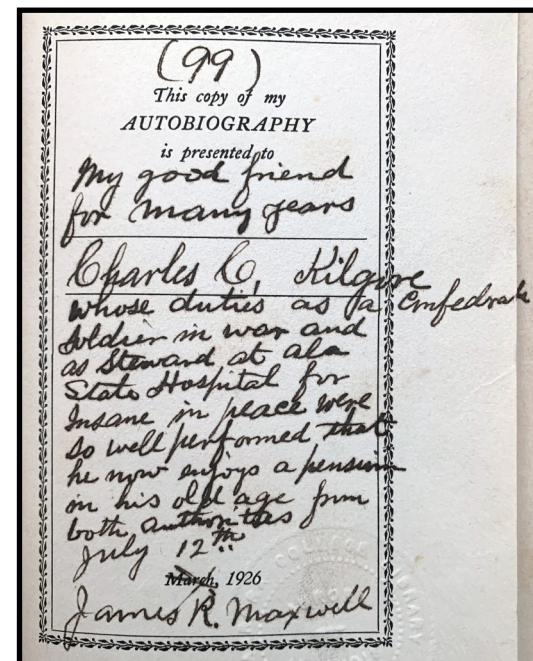 (99)
This copy of my
AUTOBIOGRAPHY
is presented to
My good friend
for many years
Charles C. Kilgore
whose duties as a Confederate
soldier in war and
as Steward at Ala
State Hospital for
Insane in peace were
so well performed that
he now enjoys a pension
in his old age from
both authorities
July 12th
March, 1926
James R. Maxwell